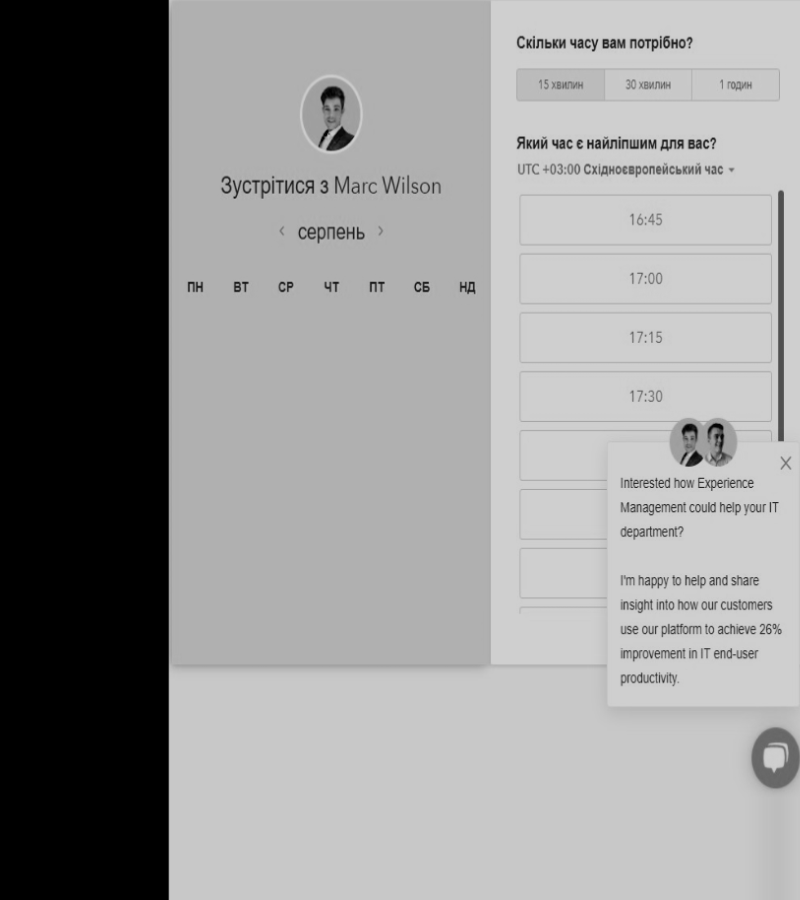 Зустрітися з Marc Wilson
‹ серпень ›
ПН ВТ СР ЧТ ПТ СБ НД
Скільки часу вам потрібно?
15 хвилин 30 хвилин 1 годин
Який час є найліпшим для вас?
UTC +03:00 Східноєвропейський час
16:45
17:00
17:15
17:30
X
Interested how Experience
Management could help your IT
department?
I'm happy to help and share
insight into how our customers
use our platform to achieve 26%
improvement in IT end-user
productivity.